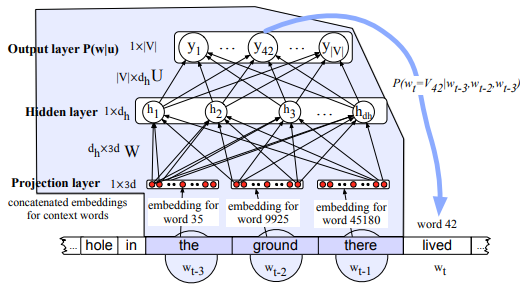 Output layer P(w|u) 1×|V| y1 ... y42 ... y|V|
|V|×dh U
P(wt=V42|wt-3,wt-2,wt-3)
Hidden layer 1×dh h1 h2 h3 ... hdh
dh×3d W
Projection layer 1×3d
concatenated embeddings
for context words
embedding for
word 35
embedding for
word 9925
embedding for
word 45180
word 42
... hole in the ground there lived ...
wt-3 wt-2 wt-1 wt